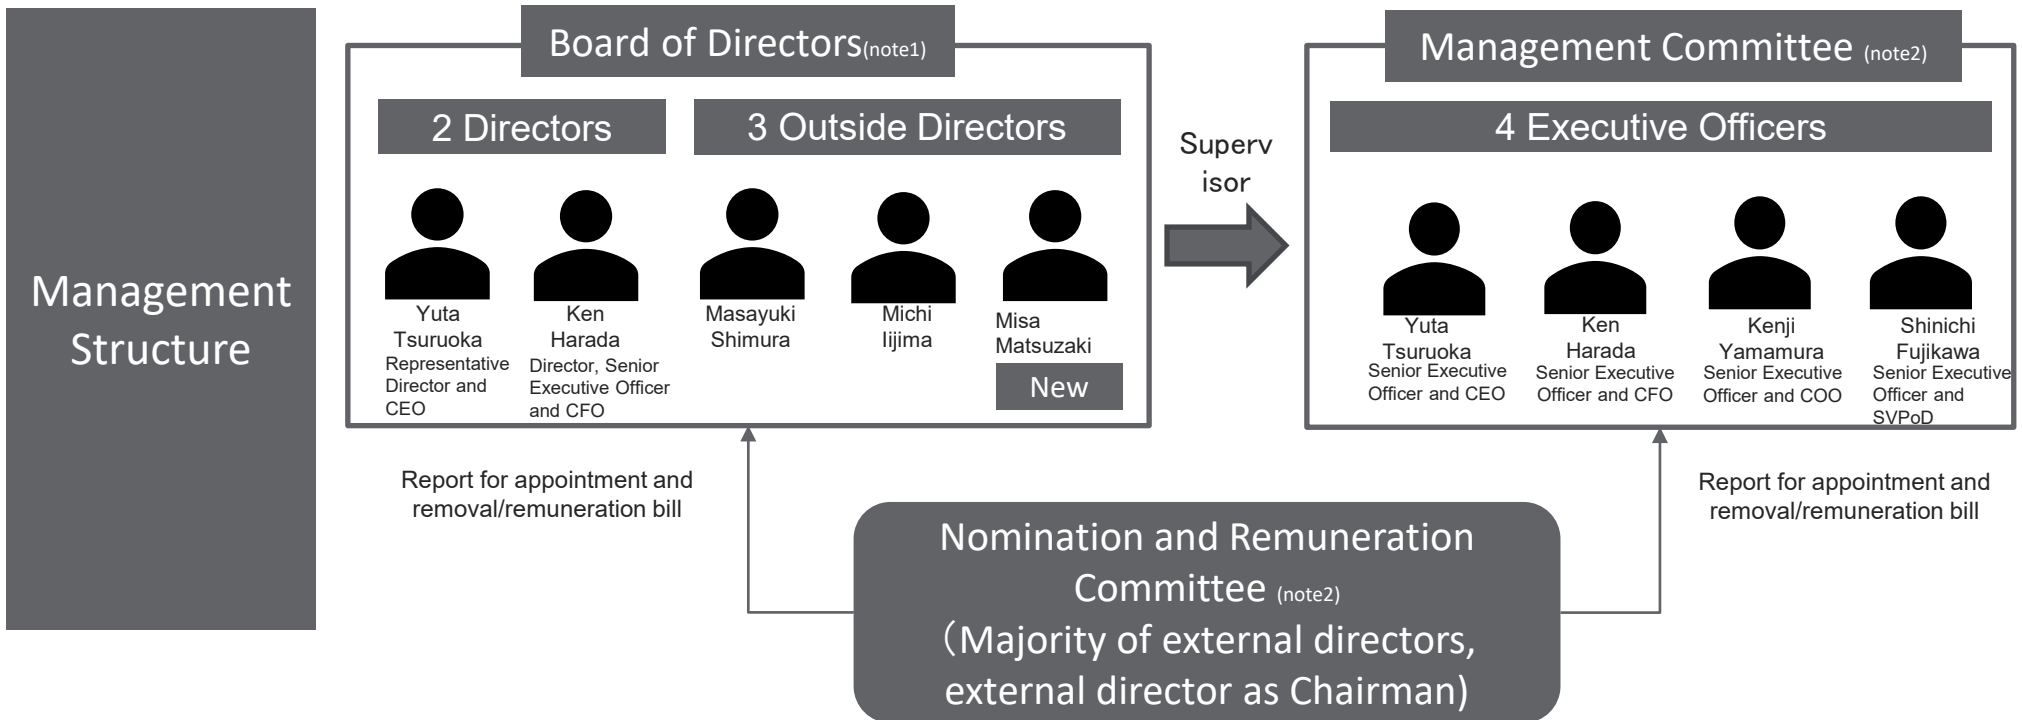 Management
Structure
Board of Directors(note1)
2 Directors
3 Outside Directors
Yuta
Tsuruoka
Representative
Director and
CEO
Ken
Harada
Director, Senior
Executive Officer
and CFO
Masayuki
Shimura
Michi
Iijima
Misa
Matsuzaki
New
Superv
isor
Management Committee (note2)
4 Executive Officers
Yuta
Tsuruoka
Senior Executive
Officer and CEO
Ken
Harada
Senior Executive
Officer and CFO
Kenji
Yamamura
Senior Executive
Officer and COO
Shinichi
Fujikawa
Senior Executive
Officer and
SVPoD
Report for appointment and
removal/remuneration bill
Nomination and Remuneration
Committee (note2)
（Majority of external directors,
external director as Chairman)
Report for appointment and
removal/remuneration bill